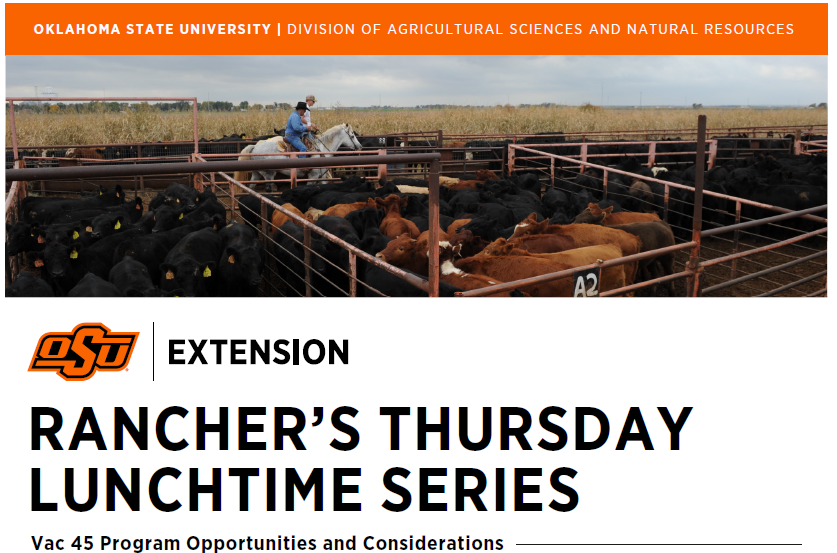 OKLAHOMA STATE UNIVERSITY | DIVISION OF AGRICULTURAL SCIENCES AND NATURAL RESOURCES
A2
OSU
EXTENSION
RANCHER'S THURSDAY
LUNCHTIME SERIES
Vac 45 Program Opportunities and Considerations